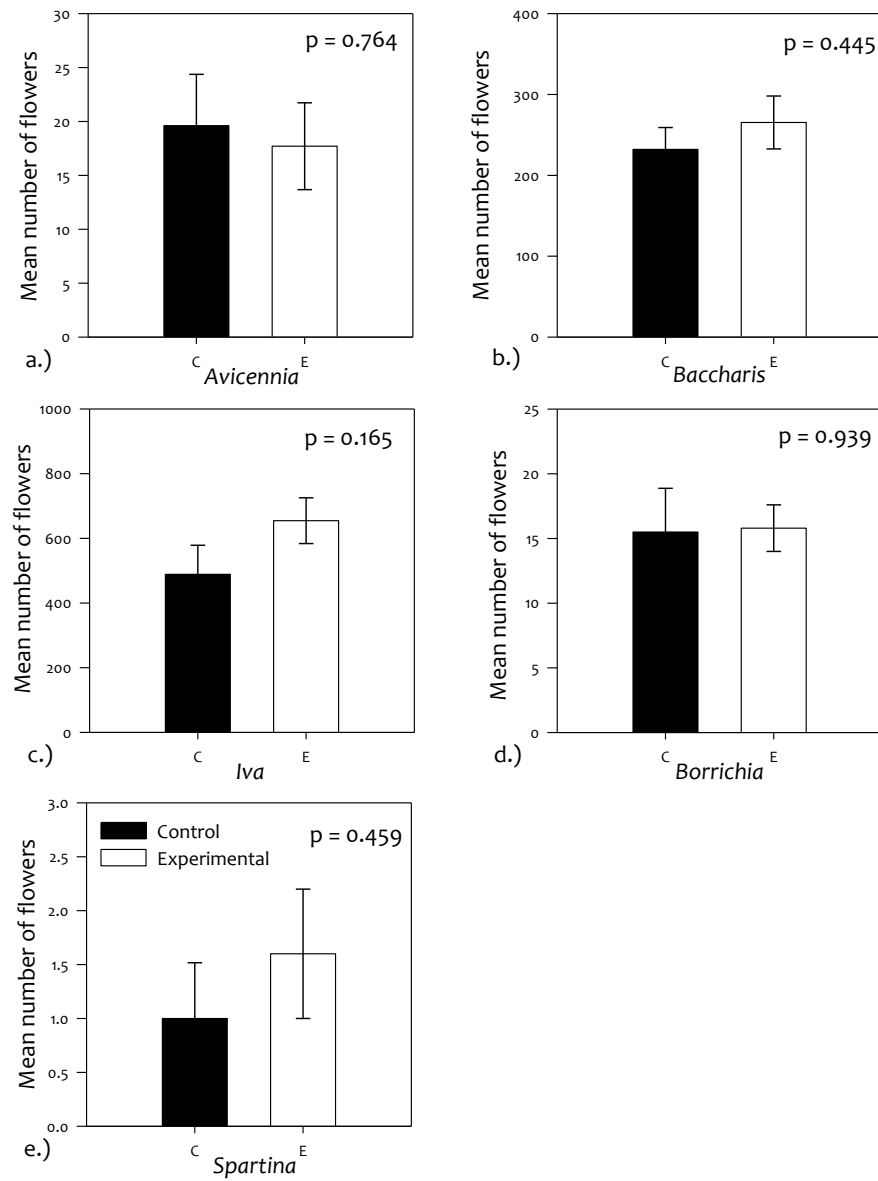 Mean number of flowers
30
25
20
15
10
5
0
p = 0.764
C
E
a.)
Avicennia
Mean number of flowers
400
300
200
100
0
p = 0.445
C
E
b.)
Baccharis
Mean number of flowers
1000
800
600
400
200
0
p = 0.165
C
E
c.)
Iva
Mean number of flowers
25
20
15
10
5
0
p = 0.939
C
E
d.)
Borrichia
Mean number of flowers
3.0
2.5
2.0
1.5
1.0
0.5
0.0
Control
Experimental
p = 0.459
C
E
e.)
Spartina